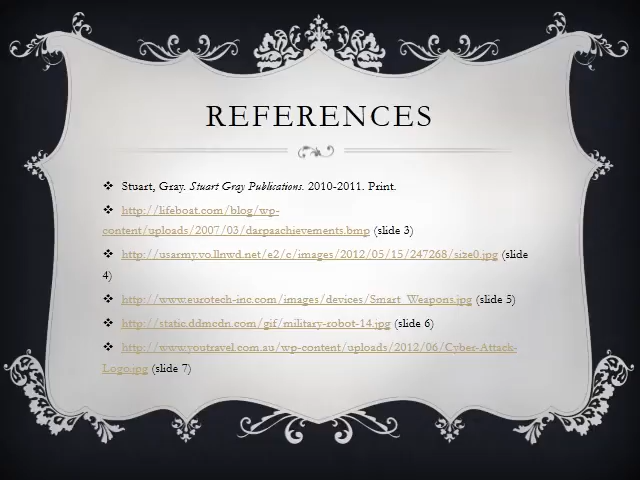 REFERENCES
❖ Stuart, Gray. Stuart Gray Publications. 2010-2011. Print.
❖ http://lifeboat.com/blog/wp-
content/uploads/2007/03/darpaachievements.bmp (slide 3)
❖ http://usarmy.vo.llnwd.net/e2/c/images/2012/05/15/247268/size0.jpg (slide
4)
❖ http://www.eurotech-inc.com/images/devices/Smart_Weapons.jpg (slide 5)
❖ http://static.ddmcdn.com/gif/military-robot-14.jpg (slide 6)
❖ http://www.youtravel.com.au/wp-content/uploads/2012/06/Cyber-Attack-
Logo.jpg (slide 7)